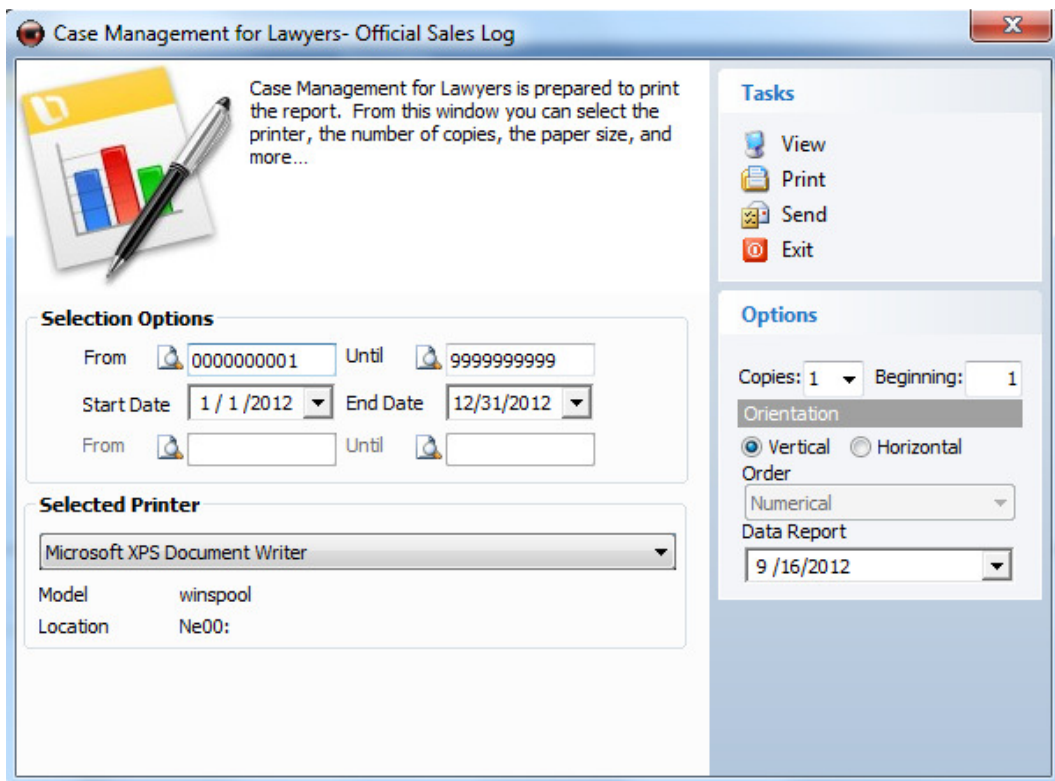 Case Management for Lawyers- Official Sales Log
Case Management for Lawyers is prepared to print
the report. From this window you can select the
printer, the number of copies, the paper size, and
more...
Selection Options
From 0000000001 Until 9999999999
Start Date 1 / 1 /2012 End Date 12/31/2012
From Until
Selected Printer
Microsoft XPS Document Writer
Model winspool
Location Ne00:
Tasks
View
Print
Send
Exit
Options
Copies: 1 Beginning: 1
Orientation
Vertical Horizontal
Order
Numerical
Data Report
9 /16/2012